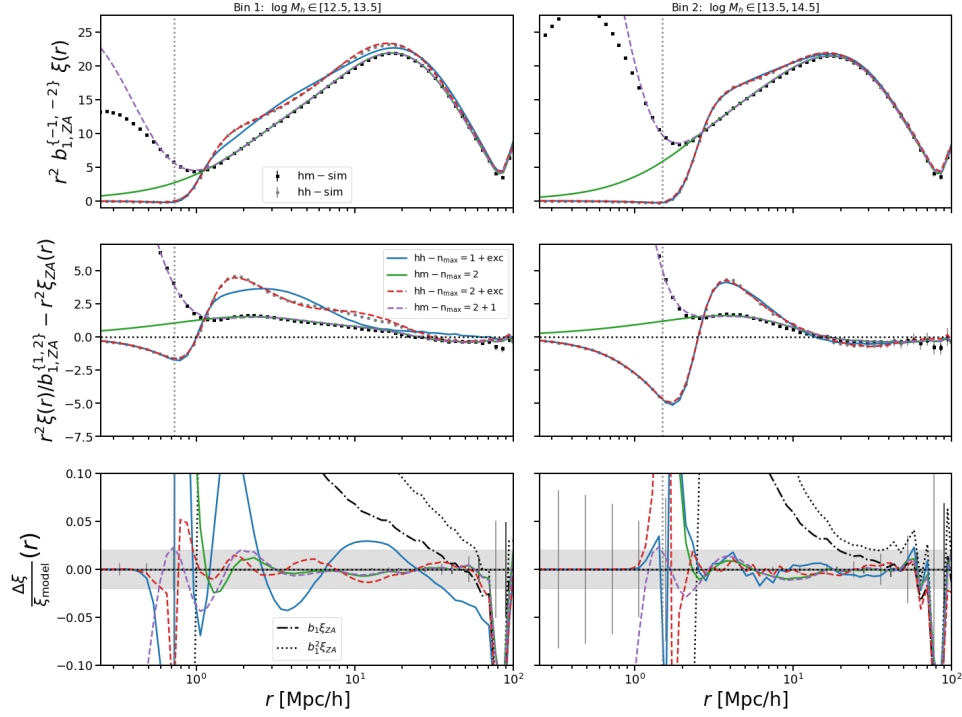 Bin 1: log M_h ∈ [12.5, 13.5]
Bin 2: log M_h ∈ [13.5, 14.5]
r² b_{1,ZA}^{{-1,-2}} ξ(r)
25
20
15
10
5
0
hm − sim
hh − sim
r² ξ(r)/b_{1,ZA}^{{1,2}} − r² ξ_{ZA}(r)
5.0
2.5
0.0
−2.5
−5.0
−7.5
hh − n_max = 1 + exc
hm − n_max = 2
hh − n_max = 2 + exc
hm − n_max = 2 + 1
Δξ/ξ_model (r)
0.10
0.05
0.00
−0.05
−0.10
b₁ξ_{ZA}
b₁²ξ_{ZA}
10⁰ 10¹ 10² 10⁰ 10¹ 10²
r [Mpc/h] r [Mpc/h]